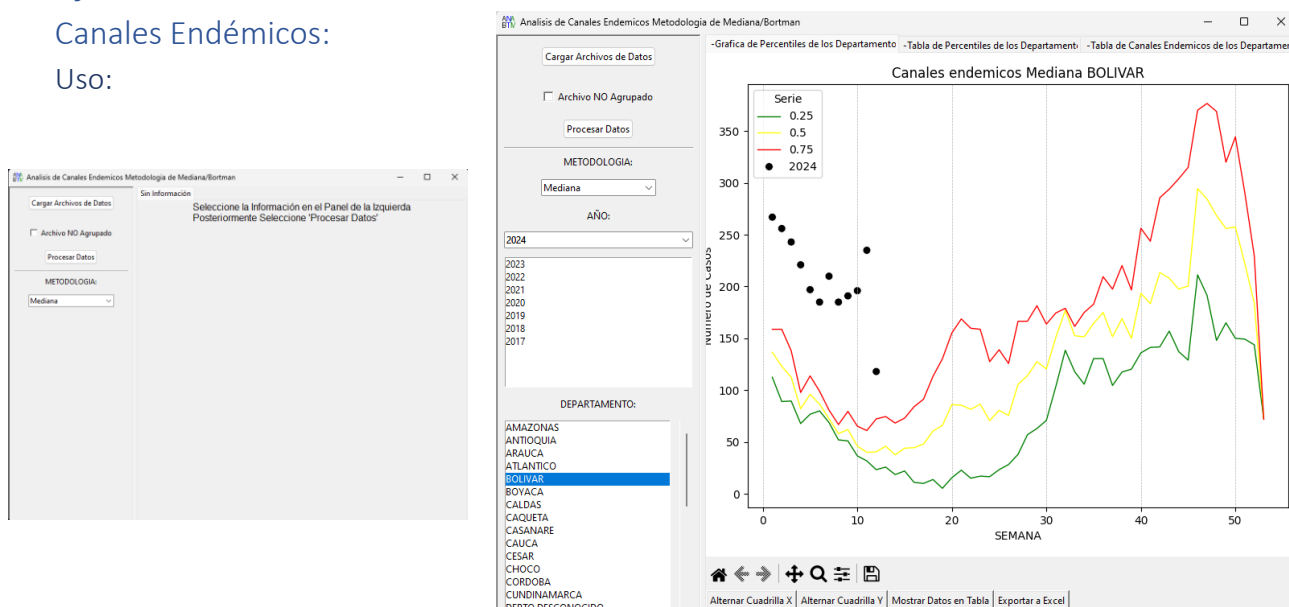 Canales Endémicos:
Uso:
Analisis de Canales Endemicos Metodologia de Mediana/Bortman
Cargar Archivos de Datos
Archivo NO Agrupado
Procesar Datos
METODOLOGIA:
Mediana
Sin Información
Seleccione la Información en el Panel de la Izquierda
Posteriormente Seleccione 'Procesar Datos'
ANA
BTM
Analisis de Canales Endemicos Metodologia de Mediana/Bortman
Cargar Archivos de Datos
Archivo NO Agrupado
Procesar Datos
METODOLOGIA:
Mediana
AÑO:
2024
2023
2022
2021
2020
2019
2018
2017
DEPARTAMENTO:
AMAZONAS
ANTIOQUIA
ARAUCA
ATLANTICO
BOLIVAR
BOYACA
CALDAS
CAQUETA
CASANARE
CAUCA
CESAR
CHOCO
CORDOBA
CUNDINAMARCA
DEPTO DESCONOCIDO
-Grafica de Percentiles de los Departamento
-Tabla de Percentiles de los Departament
-Tabla de Canales Endemicos de los Departamen
Canales endemicos Mediana BOLIVAR
Serie
0.25
0.5
0.75
2024
Numero de Casos
350
300
250
200
150
100
50
0
0 10 20 30 40 50
SEMANA
Alternar Cuadrilla X
Alternar Cuadrilla Y
Mostrar Datos en Tabla
Exportar a Excel